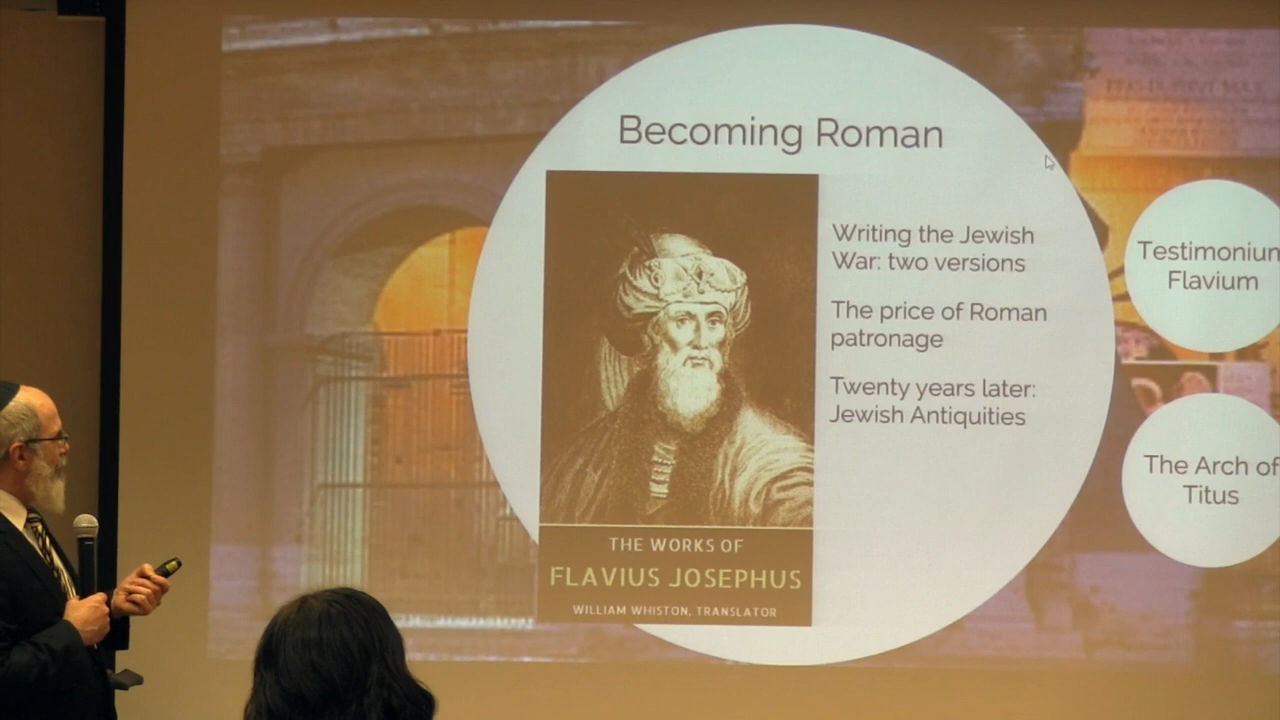 Becoming Roman
Writing the Jewish
War: two versions
The price of Roman
patronage
Twenty years later:
Jewish Antiquities
THE WORKS OF
FLAVIUS JOSEPHUS
WILLIAM WHISTON, TRANSLATOR
Testimonium
Flavium
The Arch of
Titus